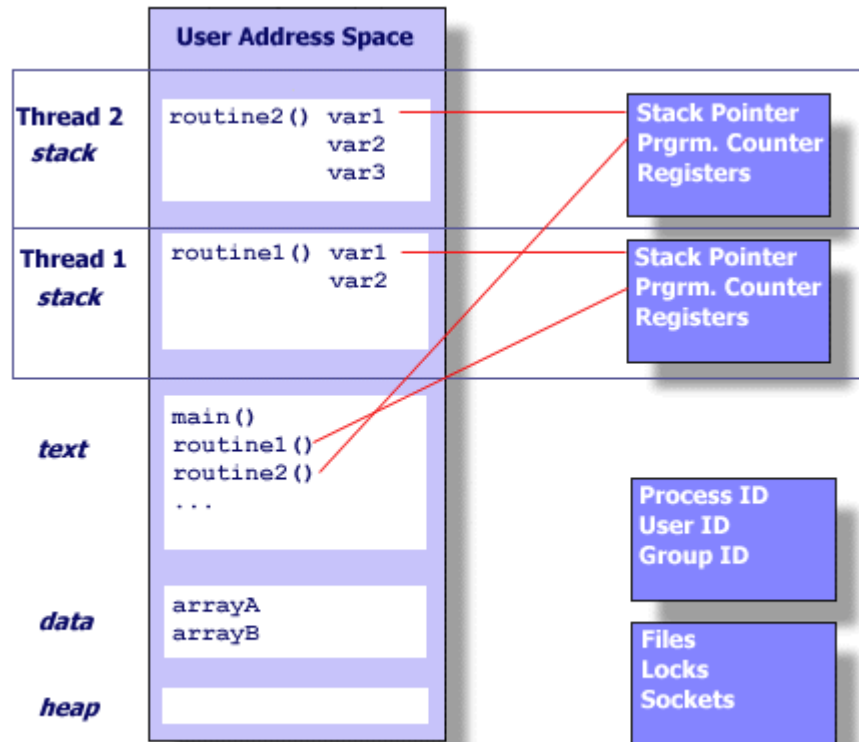 User Address Space
Thread 2
stack
routine2() var1
var2
var3
Stack Pointer
Prgrm. Counter
Registers
Thread 1
stack
routine1() var1
var2
Stack Pointer
Prgrm. Counter
Registers
text
main()
routine1()
routine2()
...
Process ID
User ID
Group ID
data
arrayA
arrayB
Files
Locks
Sockets
heap